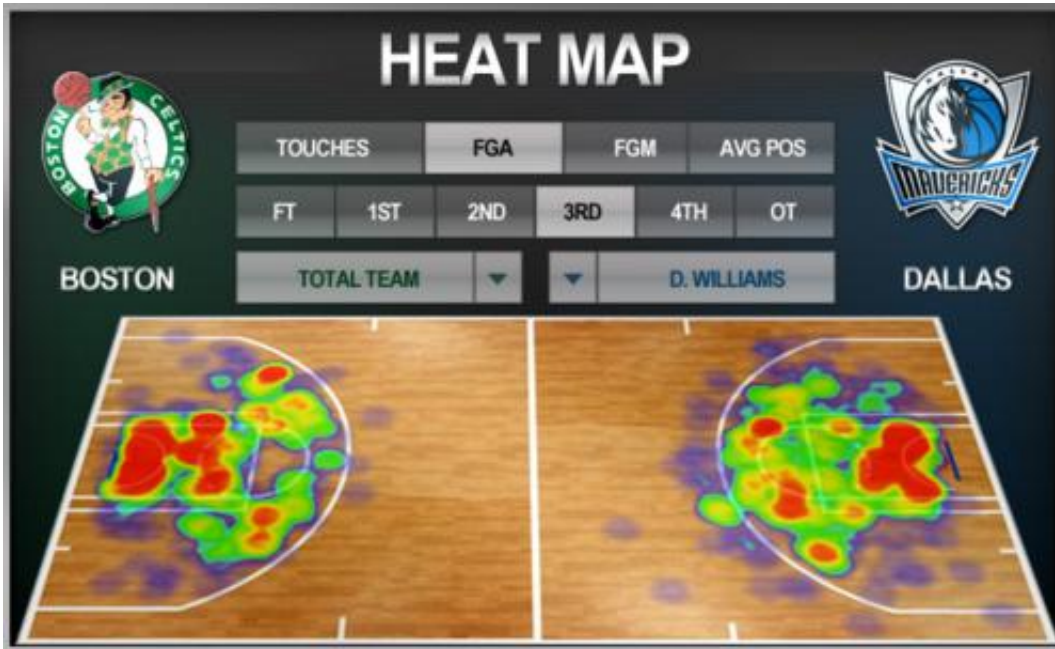 HEAT MAP
BOSTON CELTICS
DALLAS
MAVERICKS
TOUCHES FGA FGM AVG POS
FT 1ST 2ND 3RD 4TH OT
BOSTON TOTAL TEAM D. WILLIAMS DALLAS